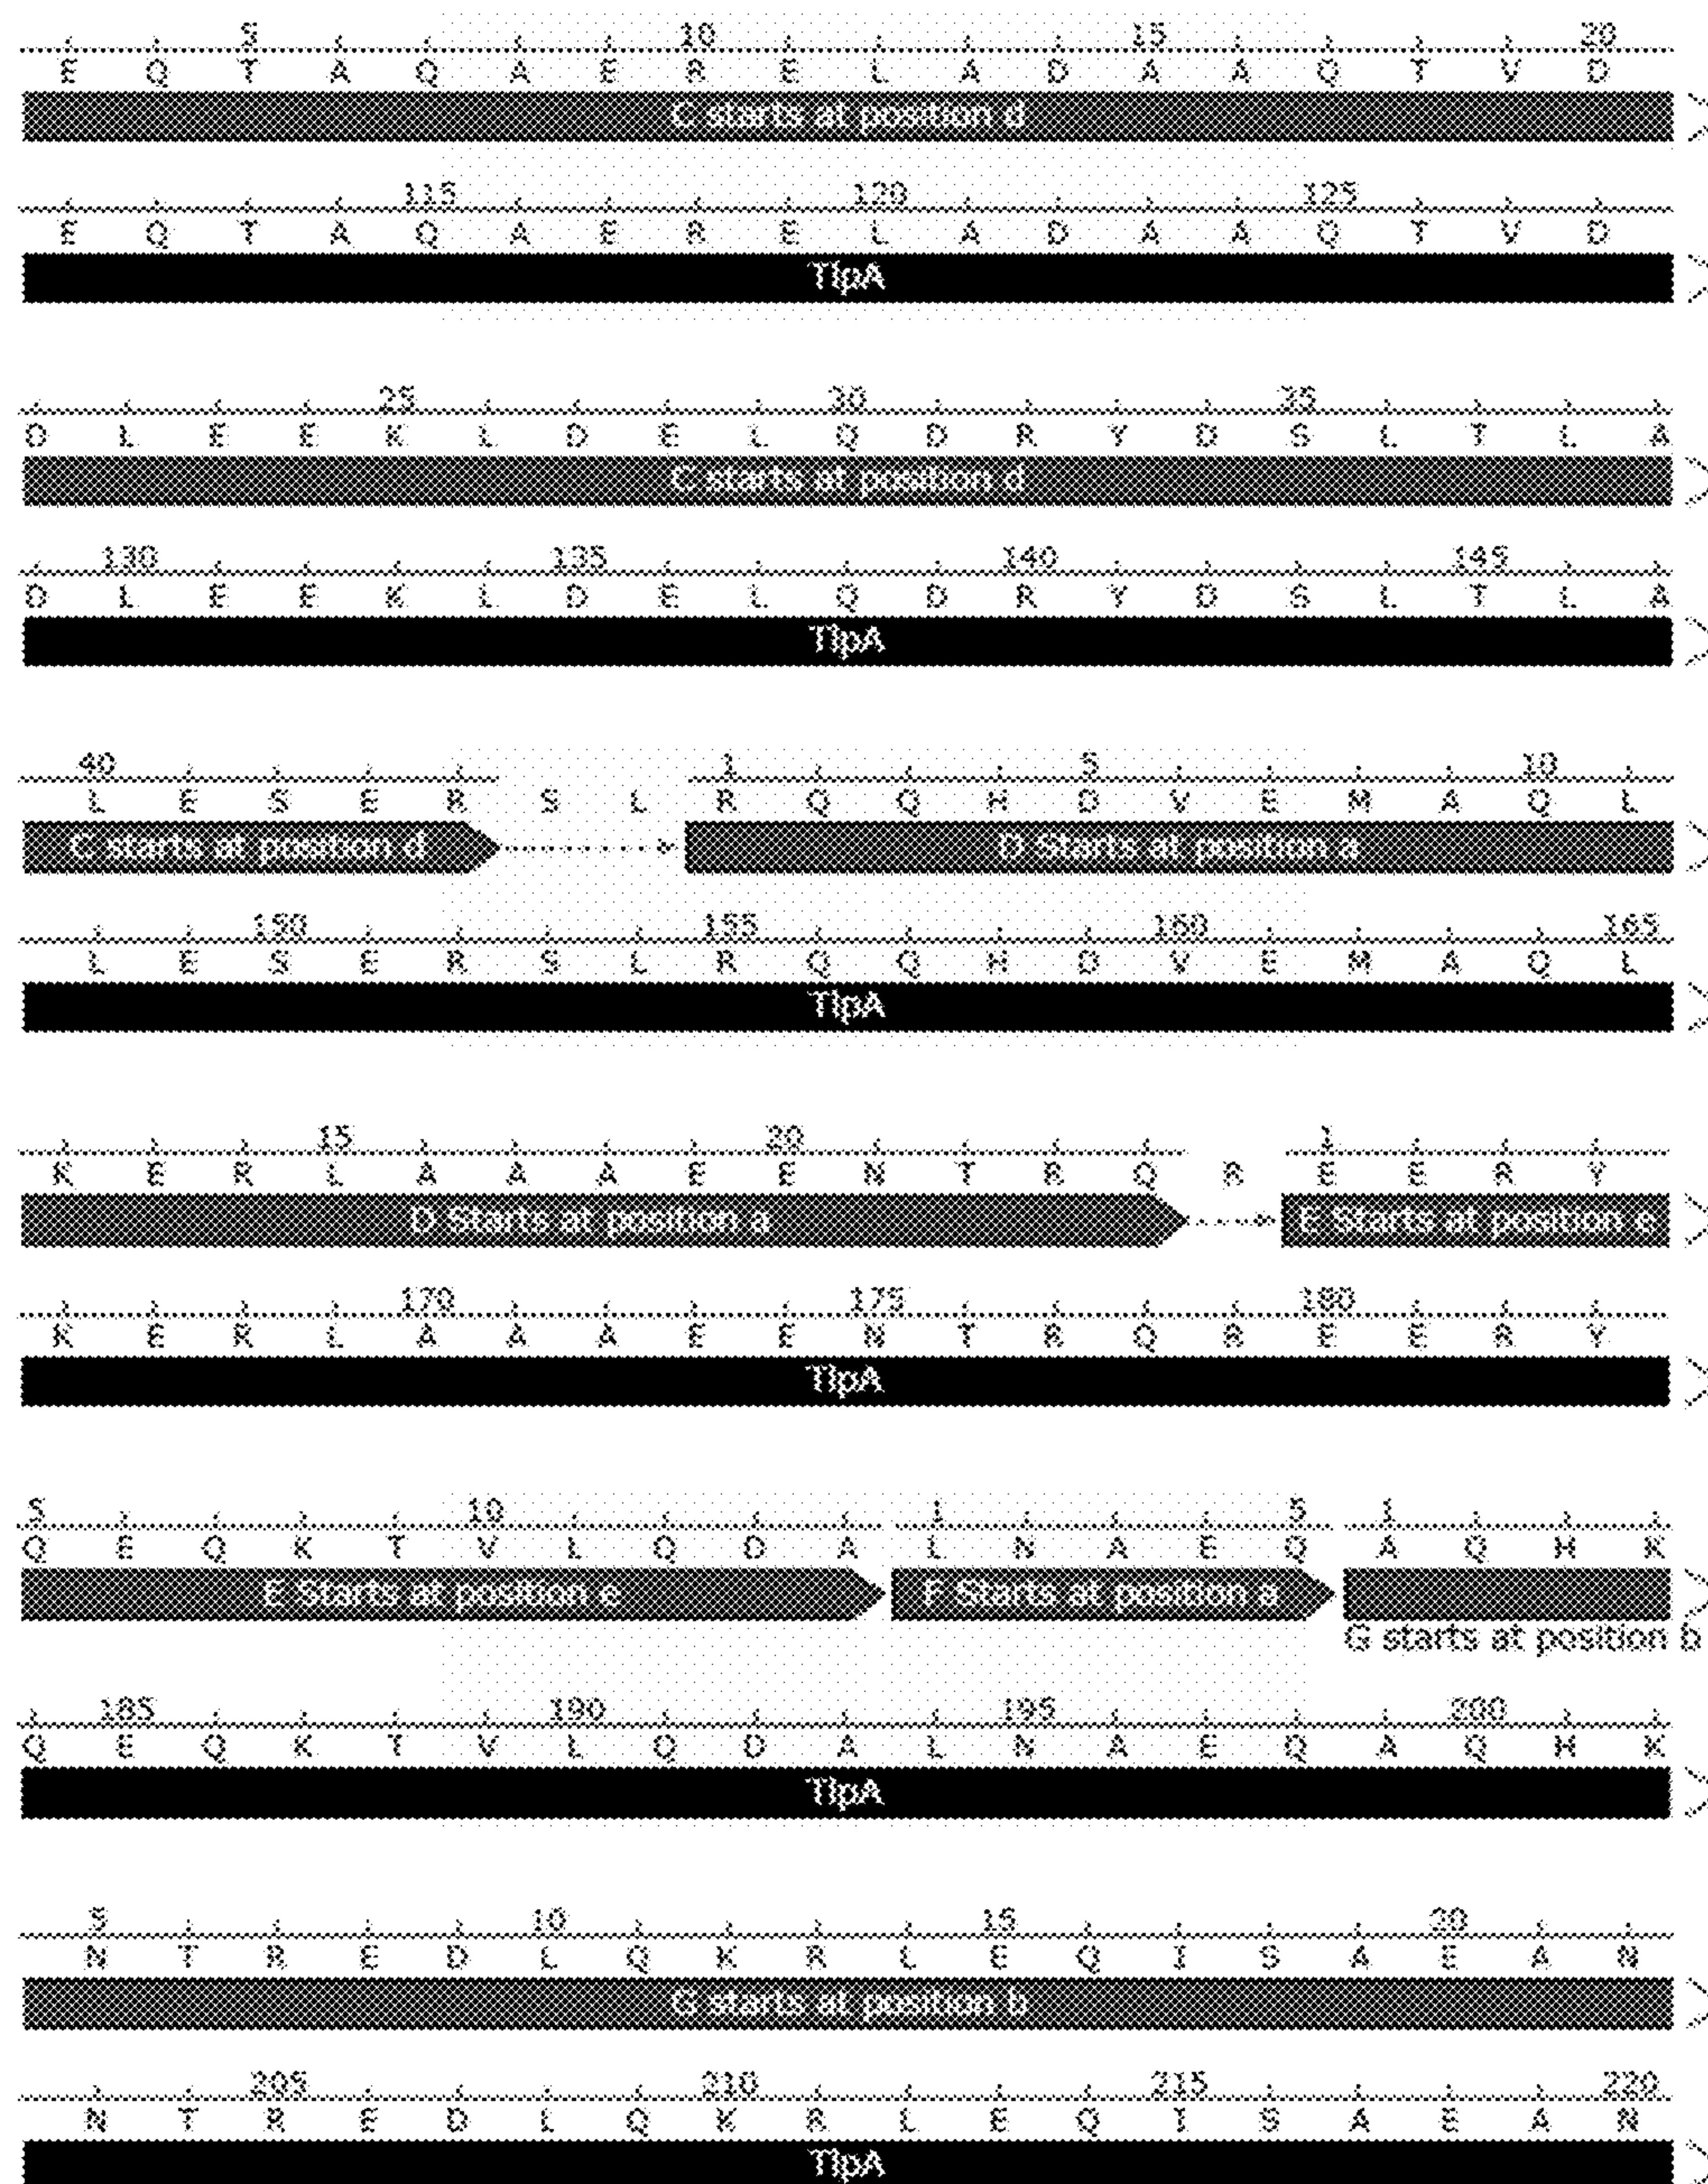 5 10 15 20
E Q T A Q A E R E L A D A A Q T V D
C starts at position d
115 120 125
E Q T A Q A E R E L A D A A Q T V D
TlpA
25 30 35
D L E E K L D E L Q D R Y D S L T L A
C starts at position d
130 135 140 145
D L E E K L D E L Q D R Y D S L T L A
TlpA
40 1 5 10
L E S E R S L R Q Q H D V E M A Q L
C starts at position d D Starts at position a
150 155 160 165
L E S E R S L R Q Q H D V E M A Q L
TlpA
15 20 1
K E R L A A A E E N T R Q R E E R Y
D Starts at position a E Starts at position e
170 175 180
K E R L A A A E E N T R Q R E E R Y
TlpA
5 10 1 5 1
Q E Q K T V L Q D A L N A E Q A Q H K
E Starts at position e F Starts at position a
G starts at position b
185 190 195 200
Q E Q K T V L Q D A L N A E Q A Q H K
TlpA
5 10 15 20
N T R E D L Q K R L E Q I S A E A N
G starts at position b
205 210 215 220
N T R E D L Q K R L E Q I S A E A N
TlpA